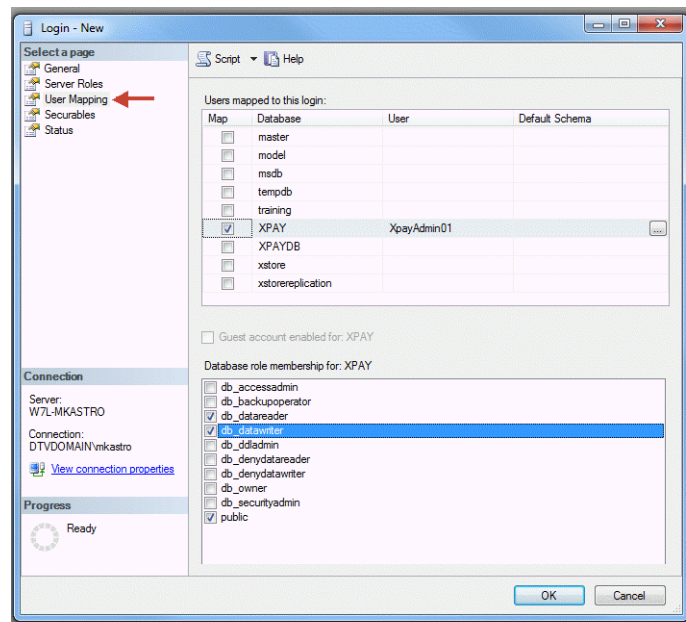 Login - New
Select a page
General
Server Roles
User Mapping
Securables
Status
Script Help
Users mapped to this login:
Map Database User Default Schema
master
model
msdb
tempdb
training
XPAY XpayAdmin01 ...
XPAYDB
xstore
xstorereplication
Guest account enabled for: XPAY
Database role membership for: XPAY
db_accessadmin
db_backupoperator
db_datareader
db_datawriter
db_ddladmin
db_denydatareader
db_denydatawriter
db_owner
db_securityadmin
public
Connection
Server:
W7L-MKASTRO
Connection:
DTVDOMAIN\mkastro
View connection properties
Progress
Ready
OK Cancel